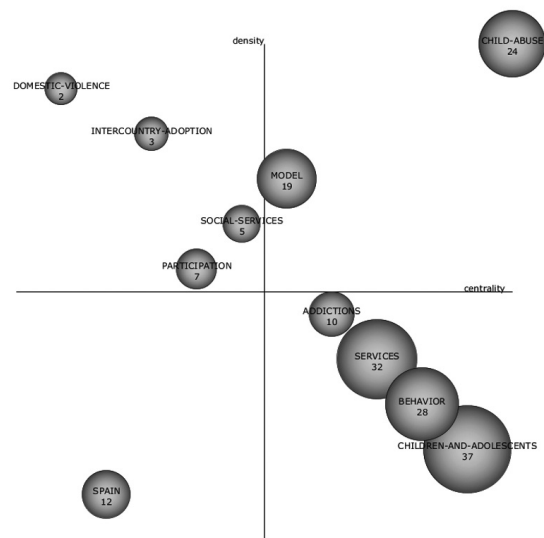 density
CHILD-ABUSE
24
DOMESTIC-VIOLENCE
2
INTERCOUNTRY-ADOPTION
3
MODEL
19
SOCIAL-SERVICES
5
PARTICIPATION
7
centrality
ADDICTIONS
10
SERVICES
32
BEHAVIOR
28
CHILDREN-AND-ADOLESCENTS
37
SPAIN
12